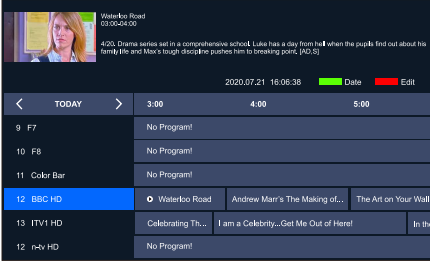 Waterloo Road
03:00-04:00
4/20. Drama series set in a comprehensive school. Luke has a day from hell when the pupils find out about his
family life and Max's tough discipline pushes him to breaking point. [AD,S]
2020.07.21 16:06:38 Date Edit
TODAY 3:00 4:00 5:00
9 F7 No Program!
10 F8 No Program!
11 Color Bar No Program!
12 BBC HD Waterloo Road Andrew Marr's The Making of... The Art on Your Wall
13 ITV1 HD Celebrating Th... I am a Celebrity...Get Me Out of Here! In the
12 n-tv HD No Program!